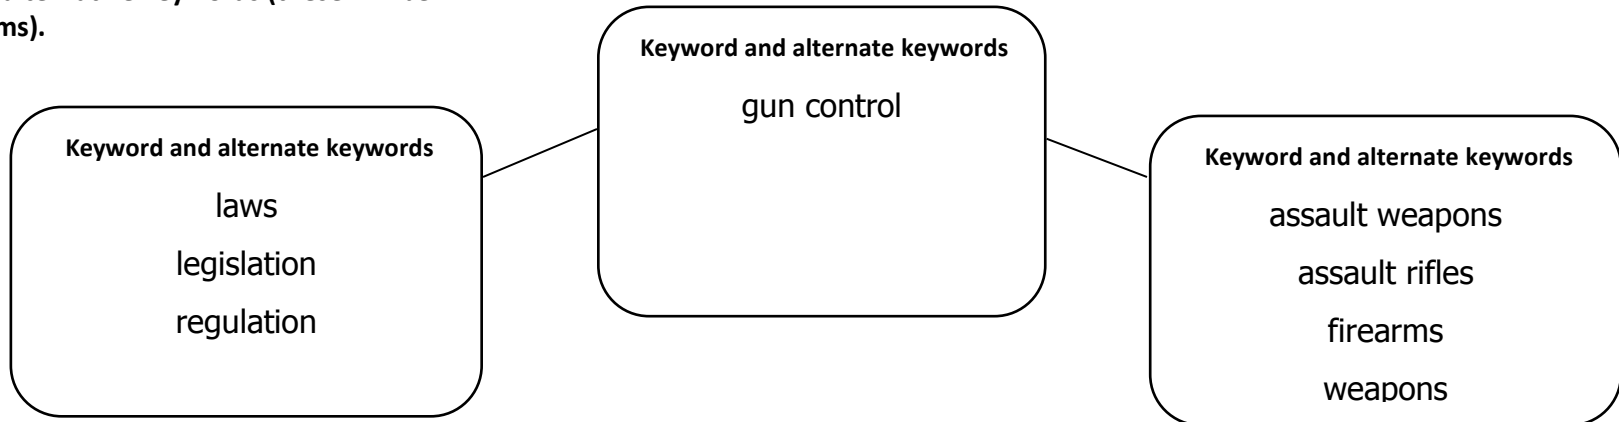 ms).
Keyword and alternate keywords
laws
legislation
regulation
Keyword and alternate keywords
gun control
Keyword and alternate keywords
assault weapons
assault rifles
firearms
weapons